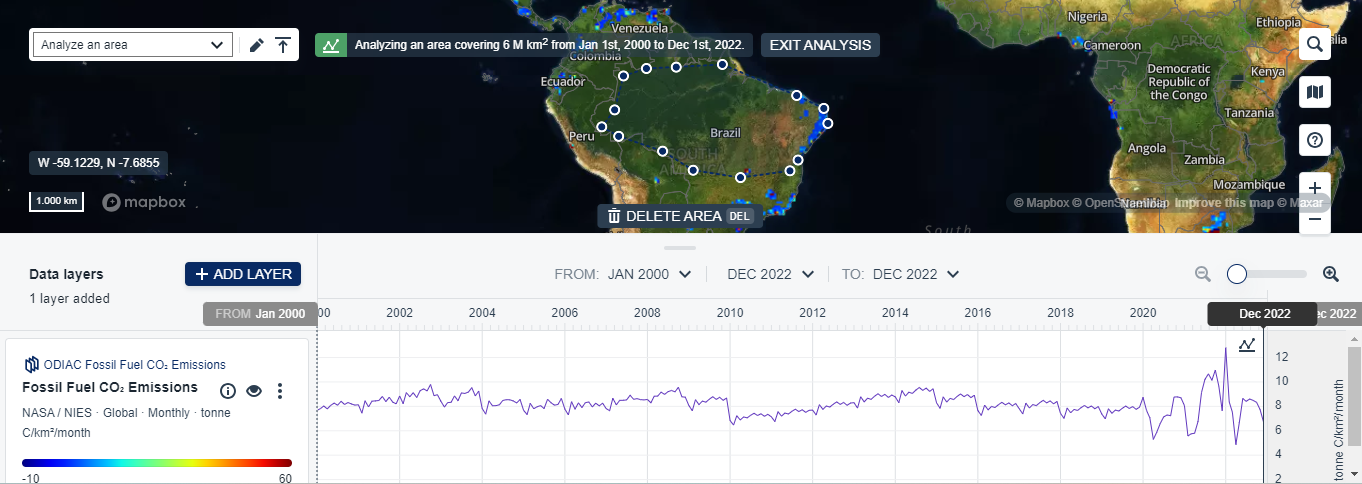 Analyze an area
Analyzing an area covering 6 M km² from Jan 1st, 2000 to Dec 1st, 2022.
EXIT ANALYSIS
Venezuela
Colombia
Ecuador
Peru
Brazil
SOUTH
AMERICA
Nigeria
Cameroon
AFRICA
Ethiopia
Kenya
Democratic
Republic of
the Congo
Tanzania
Angola
Zambia
Mozambique
Namibia
South
W -59.1229, N -7.6855
1.000 km
mapbox
DELETE AREA DEL
© Mapbox © OpenStreetMap Improve this map © Maxar
Data layers
ADD LAYER
1 layer added
FROM: JAN 2000
DEC 2022
TO: DEC 2022
FROM Jan 2000
00 2002 2004 2006 2008 2010 2012 2014 2016 2018 2020
Dec 2022
ec 2022
ODIAC Fossil Fuel CO₂ Emissions
Fossil Fuel CO₂ Emissions
NASA / NIES · Global · Monthly · tonne
C/km²/month
-10 60
12
10
8
6
4
2
tonne C/km²/month